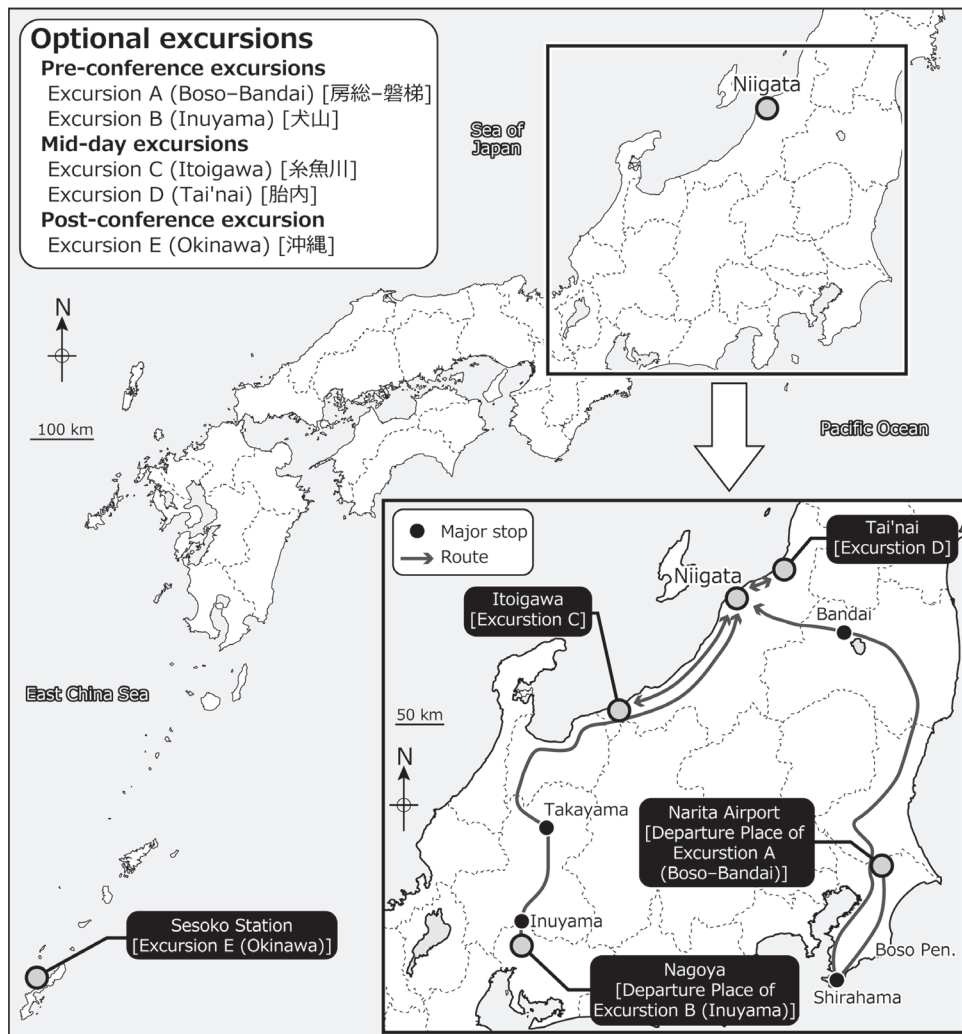 Optional excursions
Pre-conference excursions
Excursion A (Boso–Bandai) [房総–磐梯]
Excursion B (Inuyama) [犬山]
Mid-day excursions
Excursion C (Itoigawa) [糸魚川]
Excursion D (Tai'nai) [胎内]
Post-conference excursion
Excursion E (Okinawa) [沖縄]
Niigata
Sea of
Japan
N
100 km
Pacific Ocean
East China Sea
Sesoko Station
[Excursion E (Okinawa)]
Major stop
Route
Tai'nai
[Excurstion D]
Niigata
Itoigawa
[Excurstion C]
Bandai
50 km
N
Takayama
Narita Airport
[Departure Place of
Excurstion A
(Boso–Bandai)]
Inuyama
Boso Pen.
Nagoya
[Departure Place of
Excurstion B (Inuyama)]
Shirahama